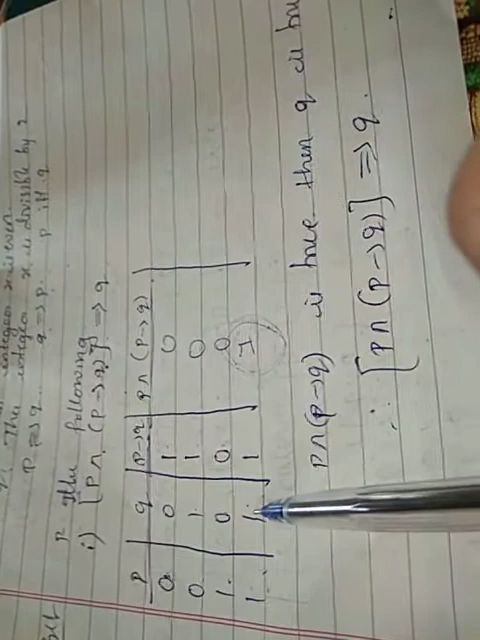 integer x is even.
The integer x is divisible by 2
p => q q => p. p iff q
the following
i) [p ∧ (p → q)] => q
p q p→q p∧(p→q)
0 0 1 0
0 1 1 0
1 0 0 0
1 1 1 1
p∧(p→q) is true then q is true
∴ [p∧(p→q)] => q.